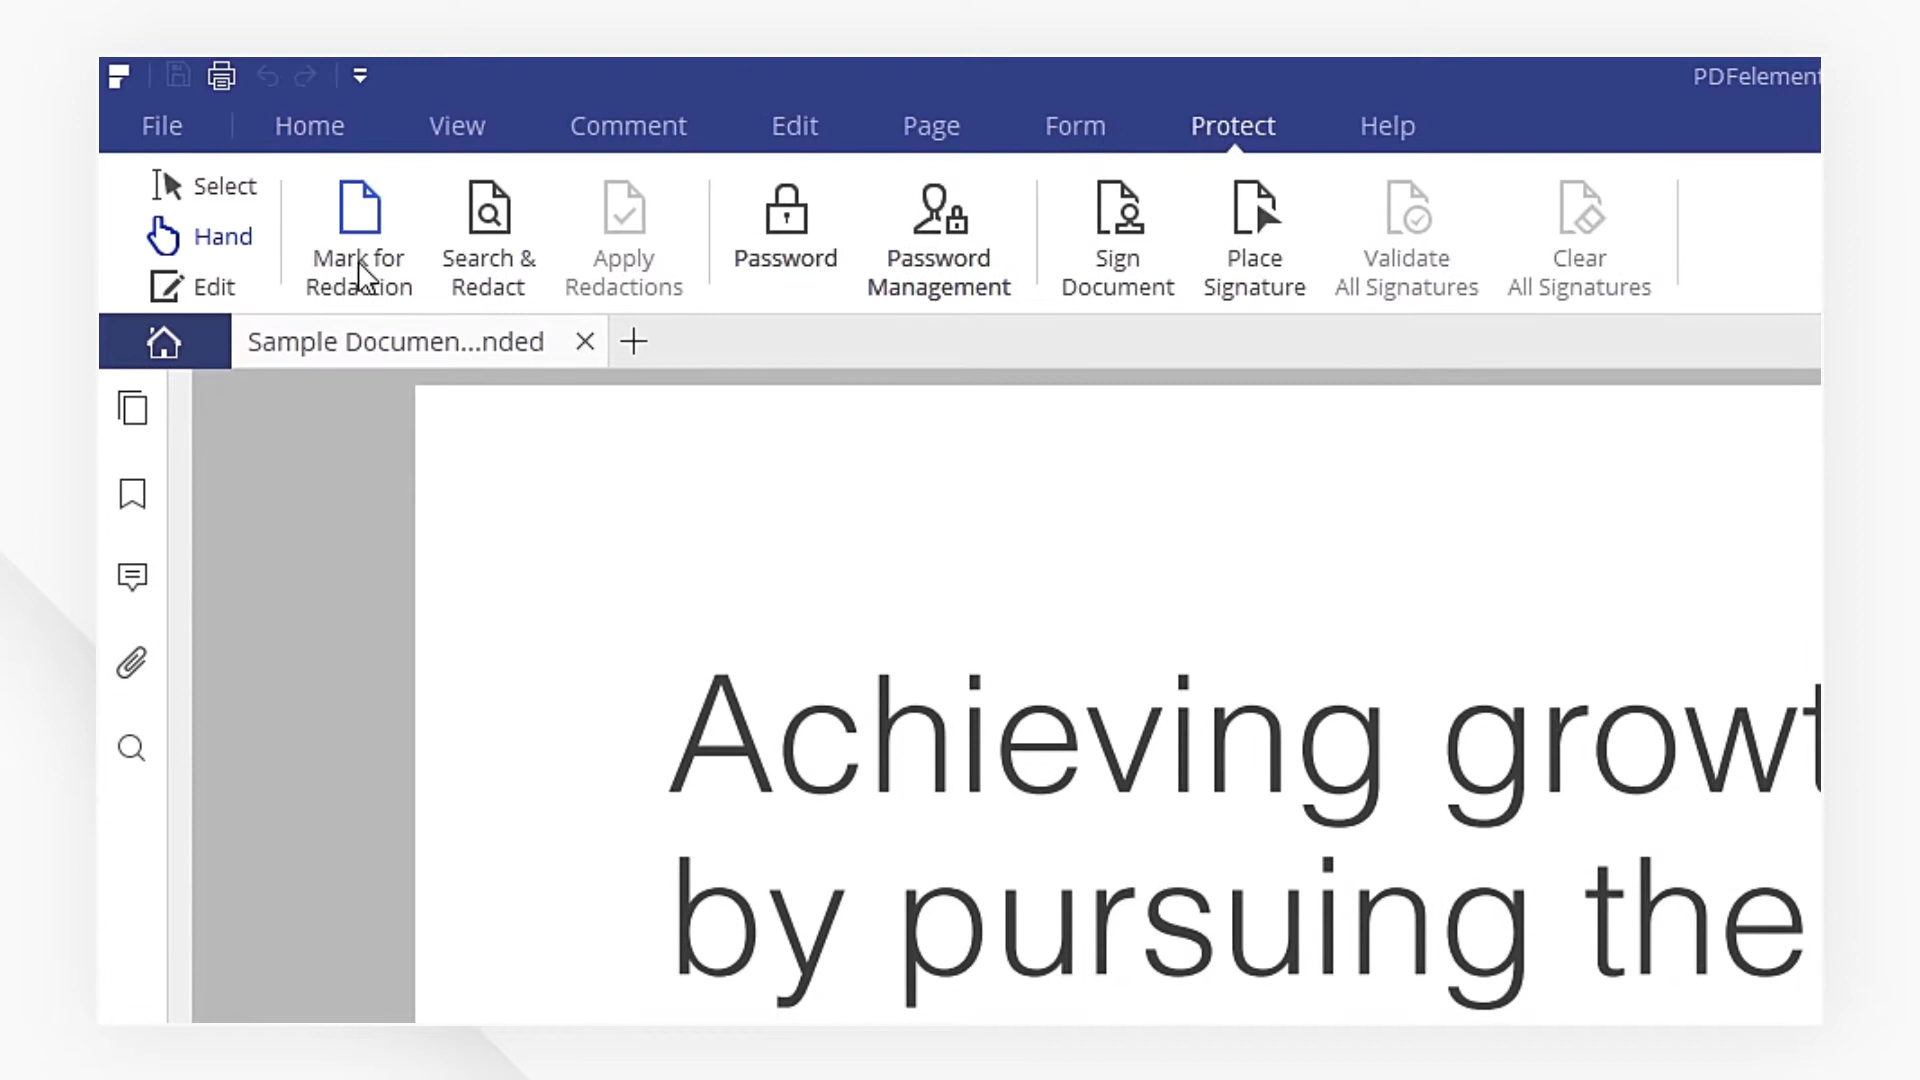 PDFelement
File Home View Comment Edit Page Form Protect Help
Select
Hand
Edit
Mark for
Redaction
Search &
Redact
Apply
Redactions
Password
Password
Management
Sign
Document
Place
Signature
Validate
All Signatures
Clear
All Signatures
Sample Documen...nded
Achieving growt
by pursuing the